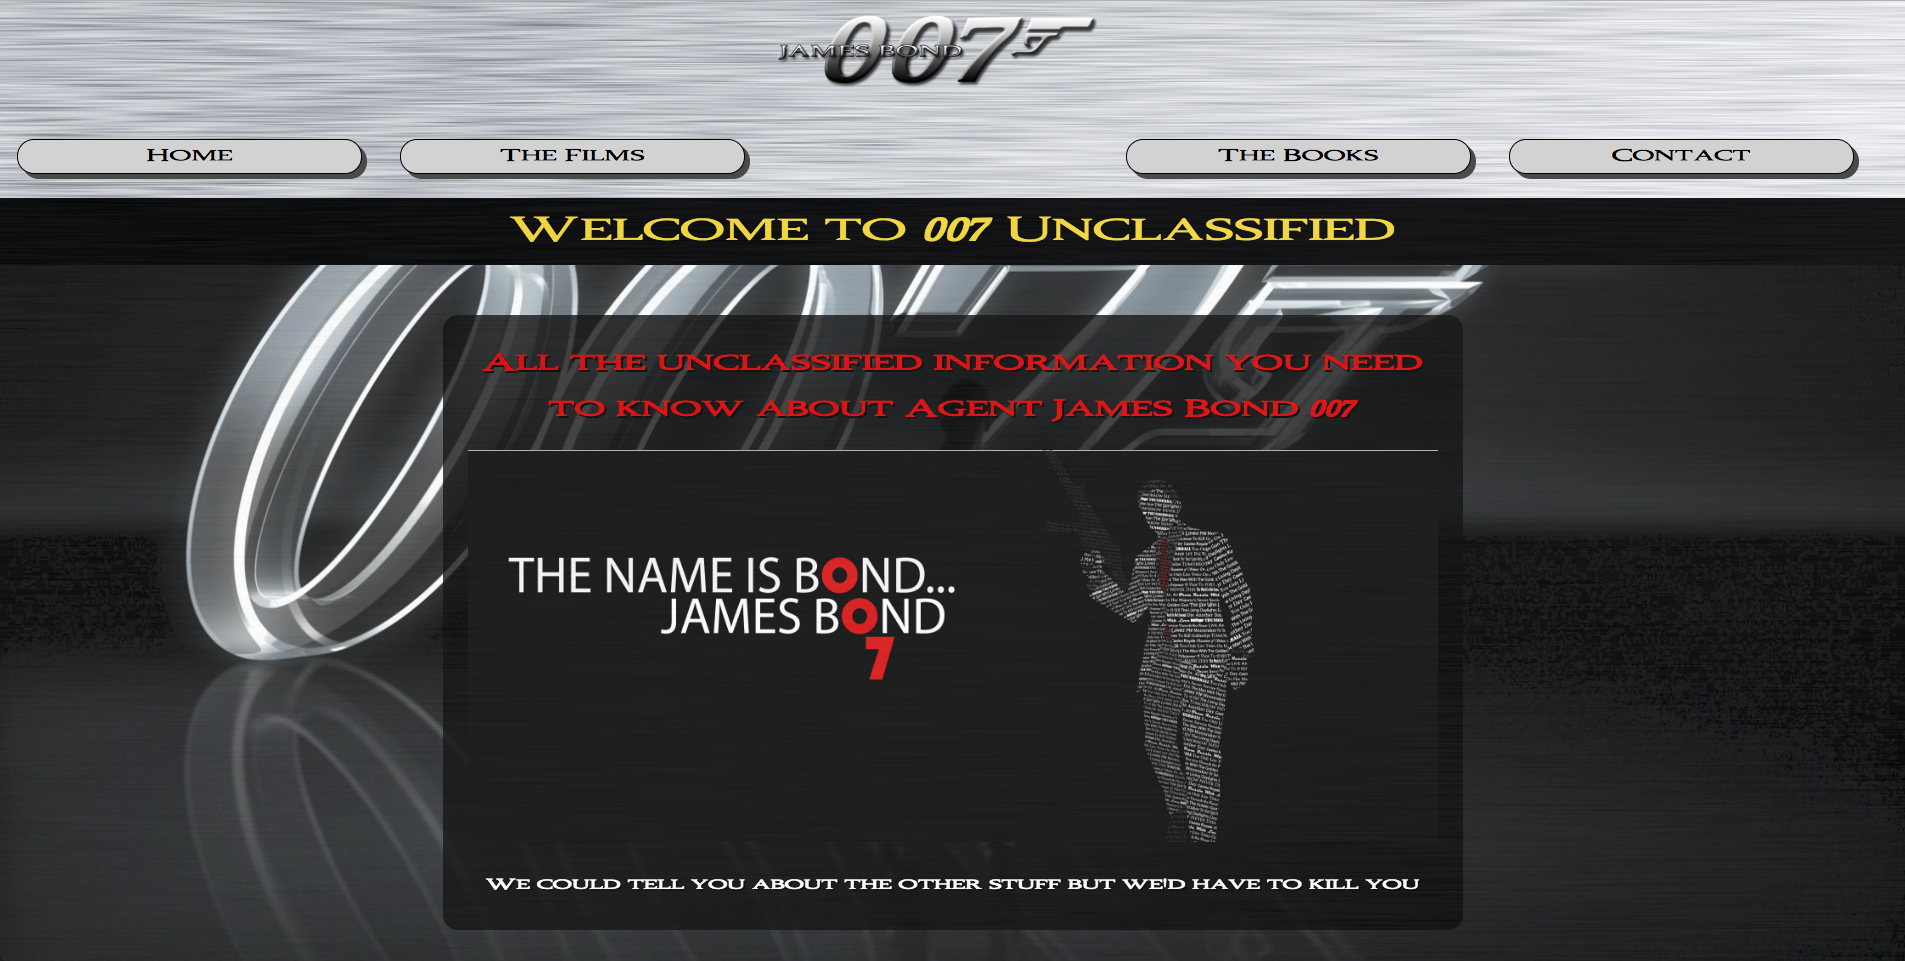 JAMES BOND 007
Home
The Films
The Books
Contact
Welcome to 007 Unclassified
All the unclassified information you need
to know about Agent James Bond 007
THE NAME IS BOND...
JAMES BOND
7
We could tell you about the other stuff but we'd have to kill you